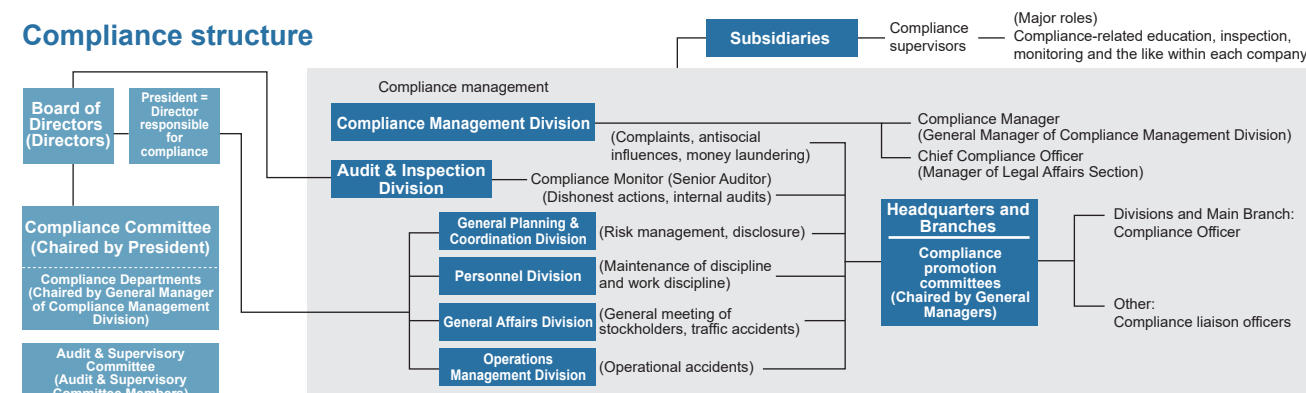 Compliance structure
Subsidiaries
Compliance
supervisors
(Major roles)
Compliance-related education, inspection,
monitoring and the like within each company
Board of
Directors
(Directors)
President =
Director
responsible
for
compliance
Compliance Committee
(Chaired by President)
Compliance Departments
(Chaired by General Manager
of Compliance Management
Division)
Audit & Supervisory
Committee
(Audit & Supervisory
Committee Members)
Compliance management
Compliance Management Division
(Complaints, antisocial
influences, money laundering)
Compliance Manager
(General Manager of Compliance Management Division)
Chief Compliance Officer
(Manager of Legal Affairs Section)
Audit & Inspection
Division
Compliance Monitor (Senior Auditor)
(Dishonest actions, internal audits)
General Planning &
Coordination Division
(Risk management, disclosure)
Personnel Division
(Maintenance of discipline
and work discipline)
General Affairs Division
(General meeting of
stockholders, traffic accidents)
Operations
Management Division
(Operational accidents)
Headquarters and
Branches
Compliance
promotion
committees
(Chaired by General
Managers)
Divisions and Main Branch:
Compliance Officer
Other:
Compliance liaison officers